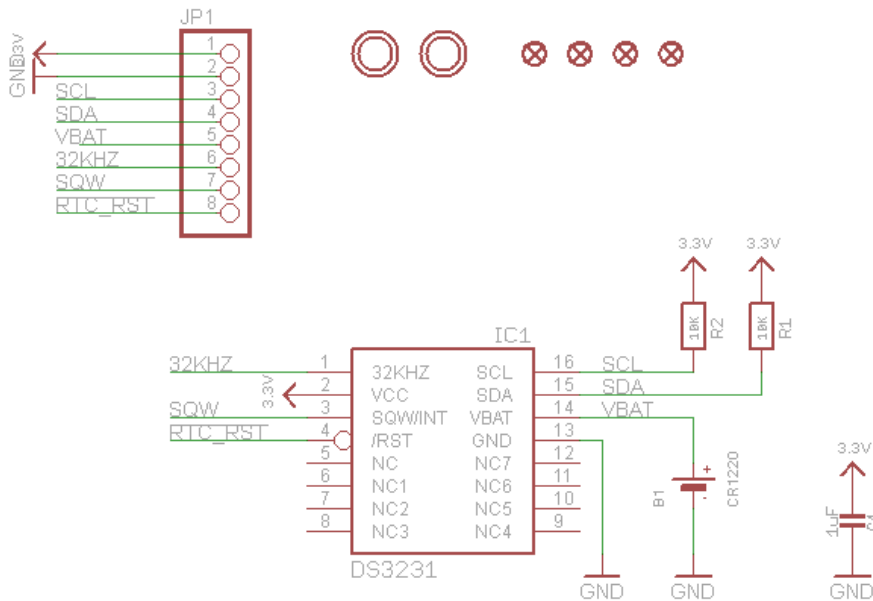 JP1
3.3V
GND
1
2
SCL 3
SDA 4
VBAT 5
32KHZ 6
SQW 7
RTC_RST 8
3.3V 3.3V
10K R2 10K R1
IC1
32KHZ 1 32KHZ SCL 16 SCL
3.3V 2 VCC SDA 15 SDA
SQW 3 SQW/INT VBAT 14 VBAT
RTC_RST 4 /RST GND 13
5 NC NC7 12
6 NC1 NC6 11
7 NC2 NC5 10
8 NC3 NC4 9
DS3231
B1 + - CR1220
3.3V
1uF
GND GND GND